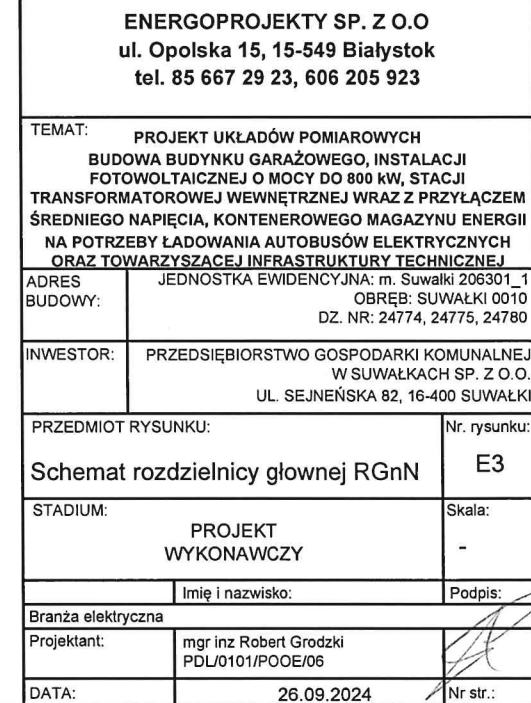 ENERGOPROJEKTY SP. Z O.O
ul. Opolska 15, 15-549 Białystok
tel. 85 667 29 23, 606 205 923
TEMAT:
PROJEKT UKŁADÓW POMIAROWYCH
BUDOWA BUDYNKU GARAŻOWEGO, INSTALACJI
FOTOWOLTAICZNEJ O MOCY DO 800 kW, STACJI
TRANSFORMATOROWEJ WEWNĘTRZNEJ WRAZ Z PRZYŁĄCZEM
ŚREDNIEGO NAPIĘCIA, KONTENEROWEGO MAGAZYNU ENERGII
NA POTRZEBY ŁADOWANIA AUTOBUSÓW ELEKTRYCZNYCH
ORAZ TOWARZYSZĄCEJ INFRASTRUKTURY TECHNICZNEJ
ADRES
BUDOWY:
JEDNOSTKA EWIDENCYJNA: m. Suwałki 206301_1
OBRĘB: SUWAŁKI 0010
DZ. NR: 24774, 24775, 24780
INWESTOR:
PRZEDSIĘBIORSTWO GOSPODARKI KOMUNALNEJ
W SUWAŁKACH SP. Z O.O.
UL. SEJNEŃSKA 82, 16-400 SUWAŁKI
PRZEDMIOT RYSUNKU:
Schemat rozdzielnicy głownej RGnN
Nr. rysunku:
E3
STADIUM:
PROJEKT
WYKONAWCZY
Skala:
-
Imię i nazwisko:
Podpis:
Branża elektryczna
Projektant:
mgr inz Robert Grodzki
PDL/0101/POOE/06
DATA:
26.09.2024
Nr str.: